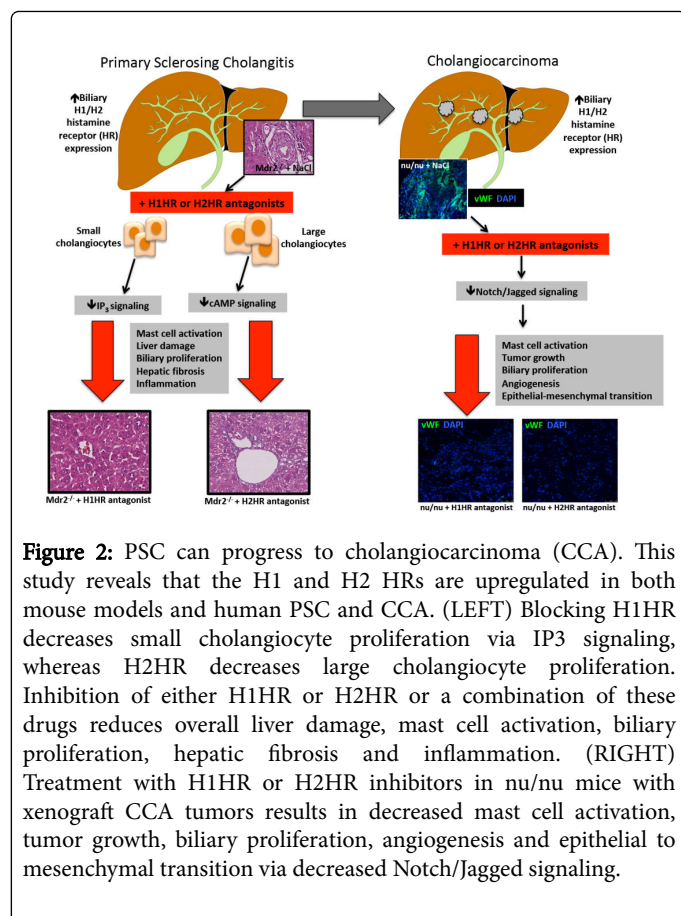 Primary Sclerosing Cholangitis
↑Biliary
H1/H2
histamine
receptor (HR)
expression
Mdr2⁻/⁻ + NaCl
+ H1HR or H2HR antagonists
Small
cholangiocytes
Large
cholangiocytes
↓IP₃ signaling
↓cAMP signaling
Mast cell activation
Liver damage
Biliary proliferation
Hepatic fibrosis
Inflammation
Mdr2⁻/⁻ + H1HR antagonist
Mdr2⁻/⁻ + H2HR antagonist
Cholangiocarcinoma
↑Biliary
H1/H2
histamine
receptor (HR)
expression
nu/nu + NaCl
vWF DAPI
+ H1HR or H2HR antagonists
↓Notch/Jagged signaling
Mast cell activation
Tumor growth
Biliary proliferation
Angiogenesis
Epithelial-mesenchymal transition
vWF DAPI
vWF DAPI
nu/nu + H1HR antagonist
nu/nu + H2HR antagonist
Figure 2: PSC can progress to cholangiocarcinoma (CCA). This
study reveals that the H1 and H2 HRs are upregulated in both
mouse models and human PSC and CCA. (LEFT) Blocking H1HR
decreases small cholangiocyte proliferation via IP3 signaling,
whereas H2HR decreases large cholangiocyte proliferation.
Inhibition of either H1HR or H2HR or a combination of these
drugs reduces overall liver damage, mast cell activation, biliary
proliferation, hepatic fibrosis and inflammation. (RIGHT)
Treatment with H1HR or H2HR inhibitors in nu/nu mice with
xenograft CCA tumors results in decreased mast cell activation,
tumor growth, biliary proliferation, angiogenesis and epithelial to
mesenchymal transition via decreased Notch/Jagged signaling.